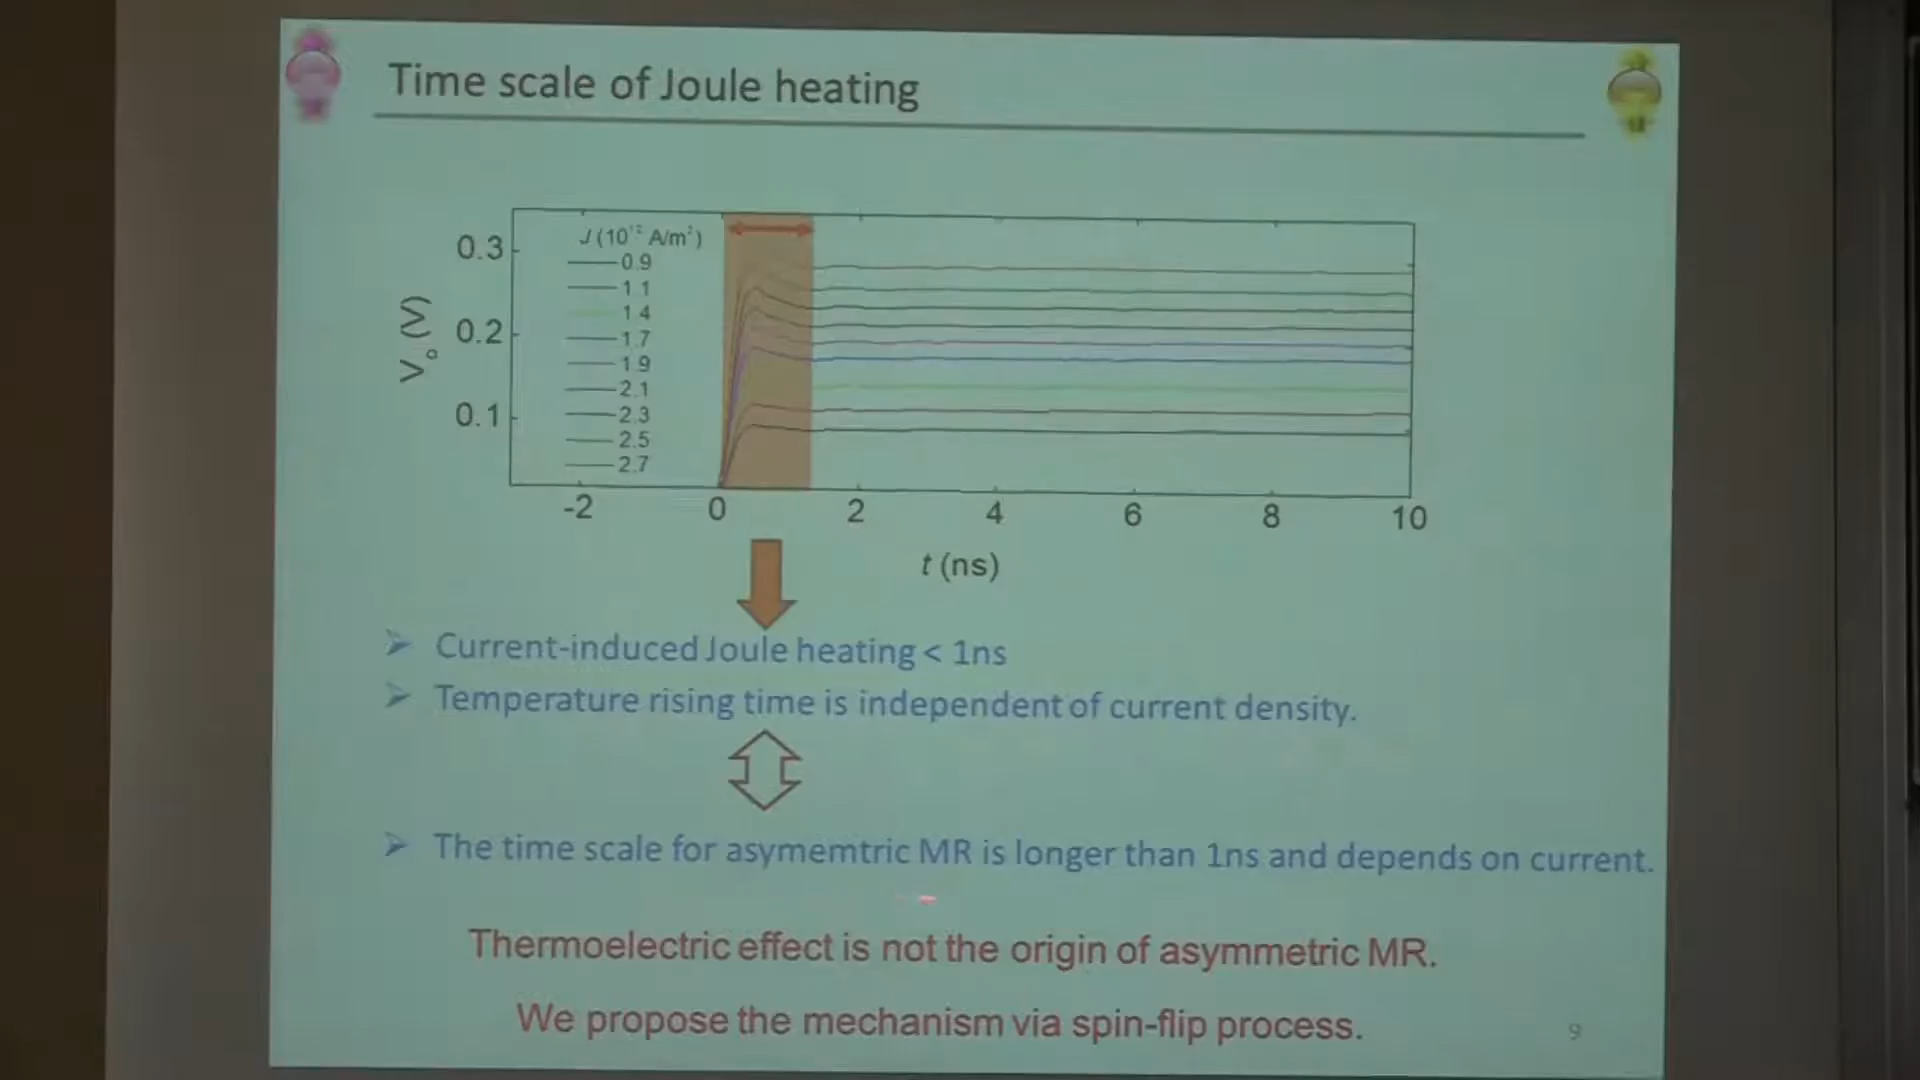 Time scale of Joule heating
J (10¹² A/m²)
0.9
1.1
1.4
1.7
1.9
2.1
2.3
2.5
2.7
0.3
0.2
0.1
Vₒ (V)
-2 0 2 4 6 8 10
t (ns)
➢ Current-induced Joule heating < 1ns
➢ Temperature rising time is independent of current density.
➢ The time scale for asymemtric MR is longer than 1ns and depends on current.
Thermoelectric effect is not the origin of asymmetric MR.
We propose the mechanism via spin-flip process.
9